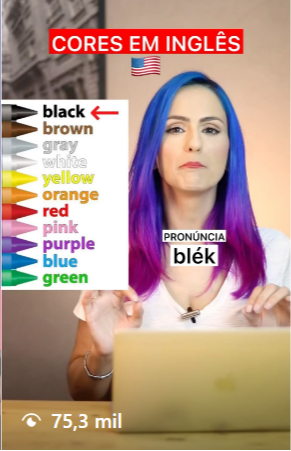 CORES EM INGLÊS
black
brown
gray
white
yellow
orange
red
pink
purple
blue
green
PRONÚNCIA
blék
75,3 mil